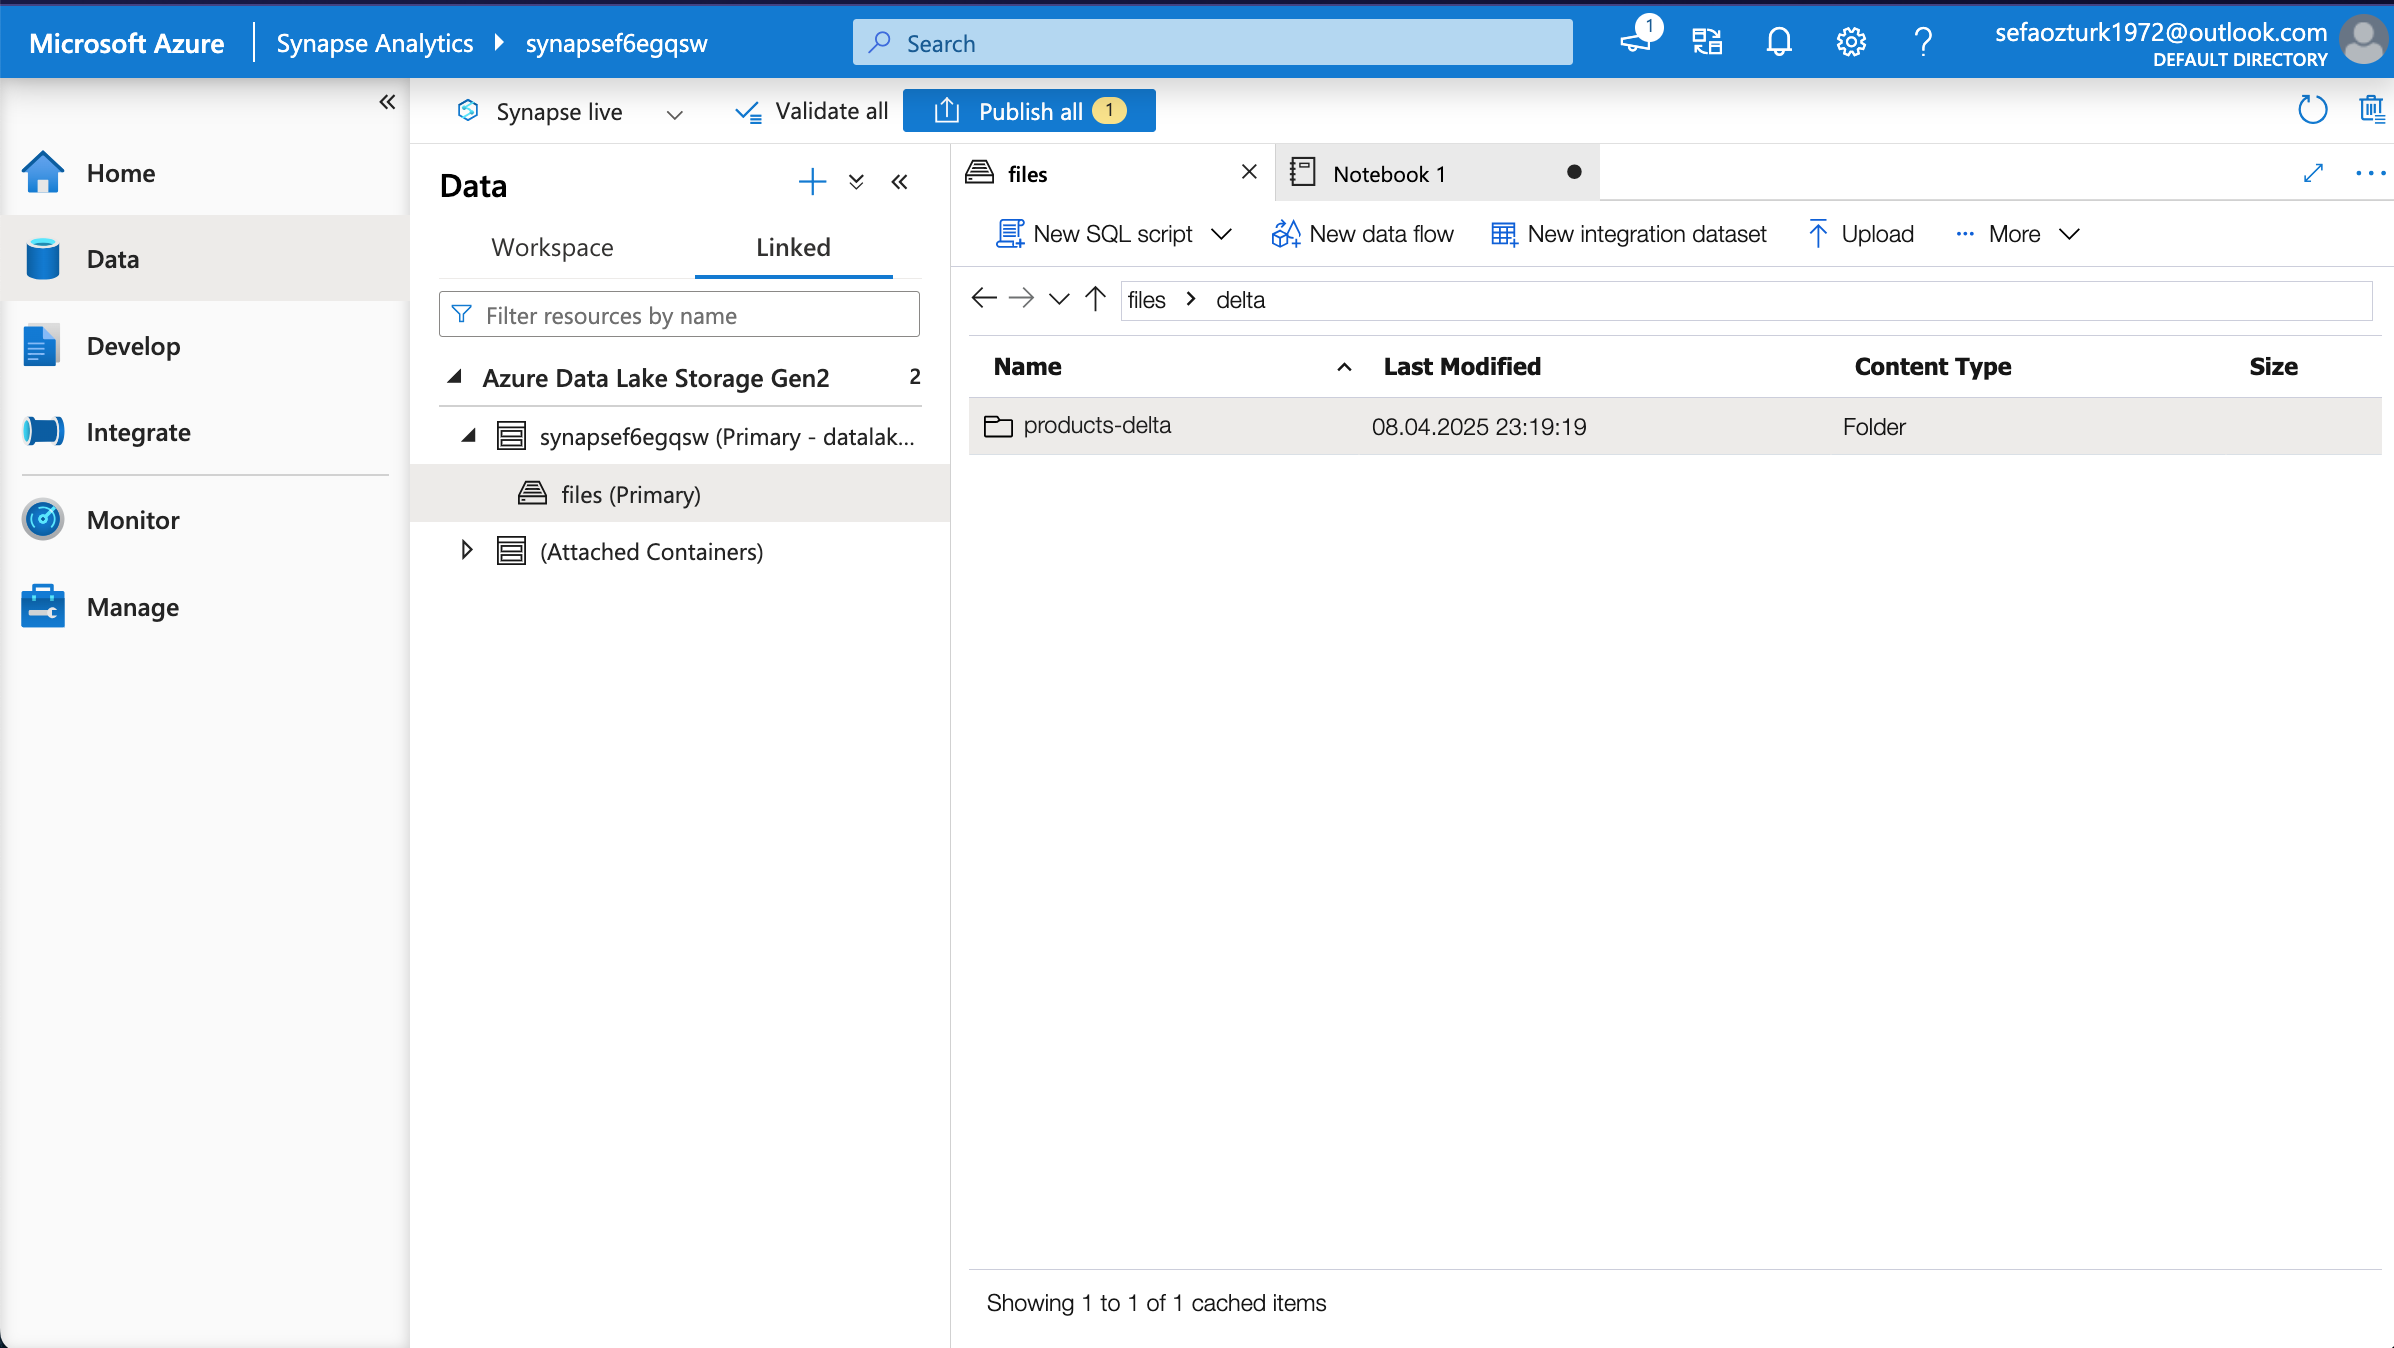 Microsoft Azure
Synapse Analytics
synapsef6egqsw
Search
1
sefaozturk1972@outlook.com
DEFAULT DIRECTORY
Synapse live
Validate all
Publish all 1
Home
Data
Develop
Integrate
Monitor
Manage
Data
Workspace
Linked
Filter resources by name
Azure Data Lake Storage Gen2 2
synapsef6egqsw (Primary - datalak...
files (Primary)
(Attached Containers)
files
Notebook 1
New SQL script
New data flow
New integration dataset
Upload
More
files > delta
Name Last Modified Content Type Size
products-delta 08.04.2025 23:19:19 Folder
Showing 1 to 1 of 1 cached items